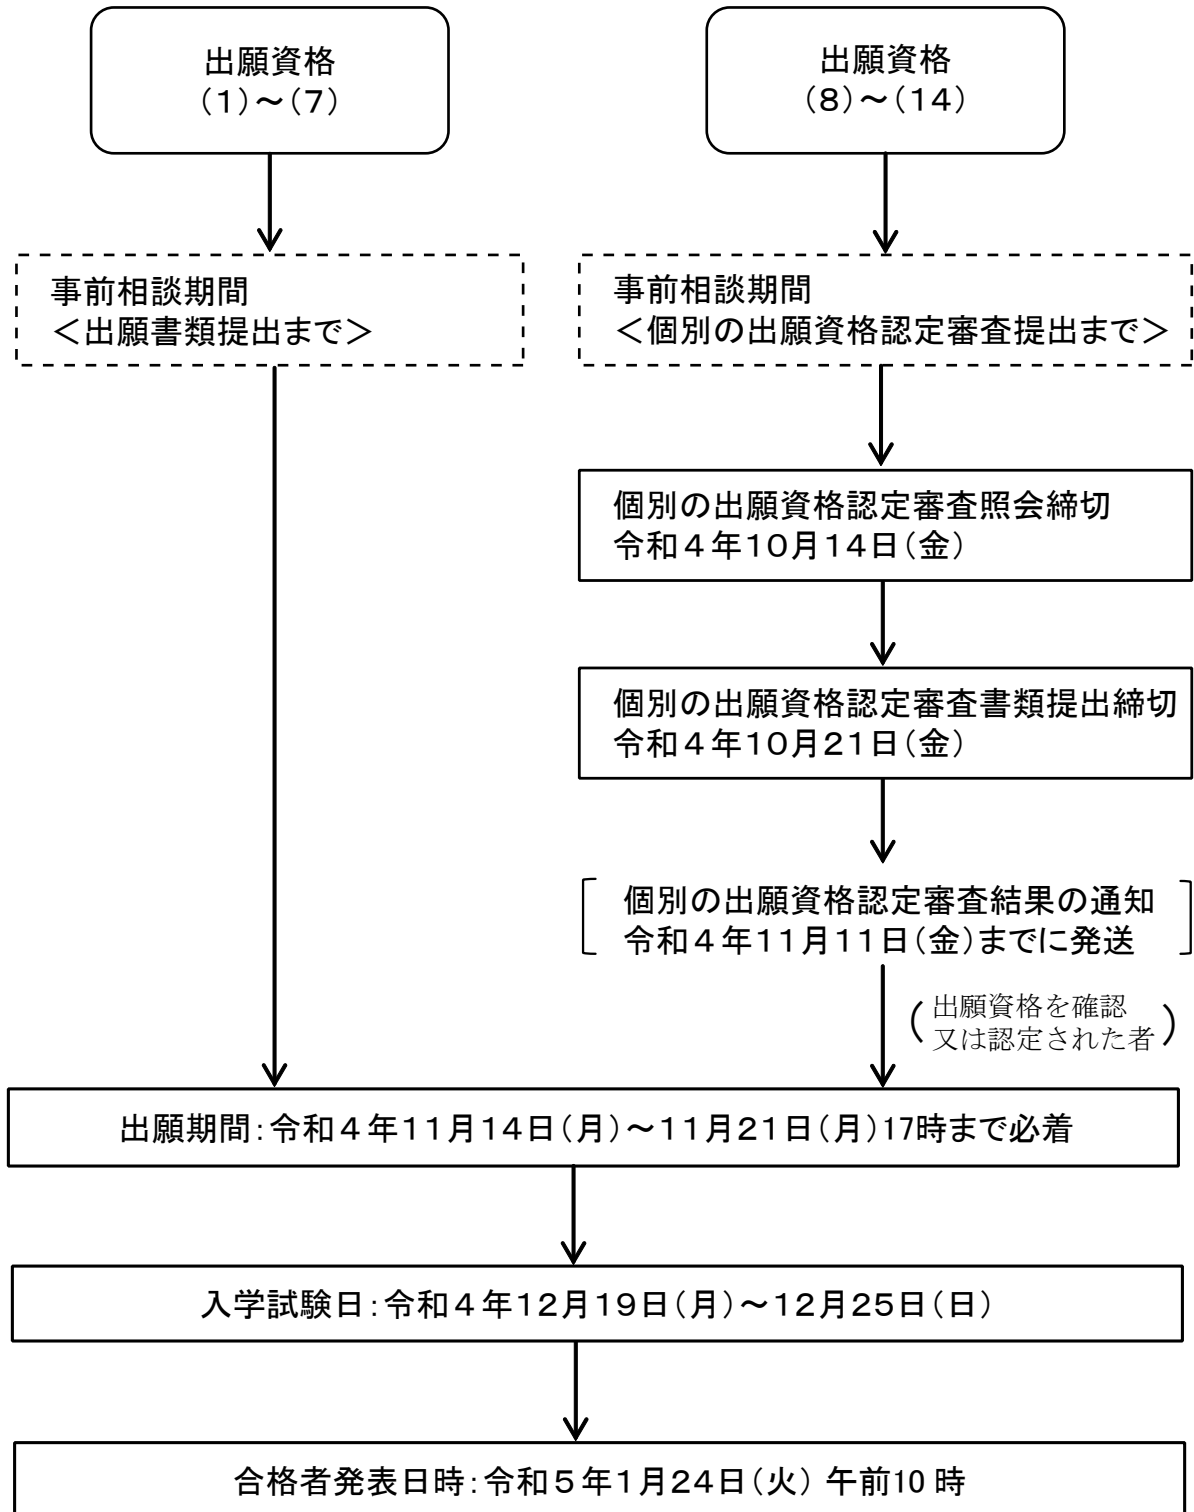 出願資格
(1)～(7)
出願資格
(8)～(14)
事前相談期間
＜出願書類提出まで＞
事前相談期間
＜個別の出願資格認定審査提出まで＞
個別の出願資格認定審査照会締切
令和４年10月14日(金)
個別の出願資格認定審査書類提出締切
令和４年10月21日(金)
個別の出願資格認定審査結果の通知
令和４年11月11日(金)までに発送
(出願資格を確認
又は認定された者)
出願期間：令和４年11月14日(月)～11月21日(月)17時まで必着
入学試験日：令和４年12月19日(月)～12月25日(日)
合格者発表日時：令和５年1月24日(火) 午前10 時